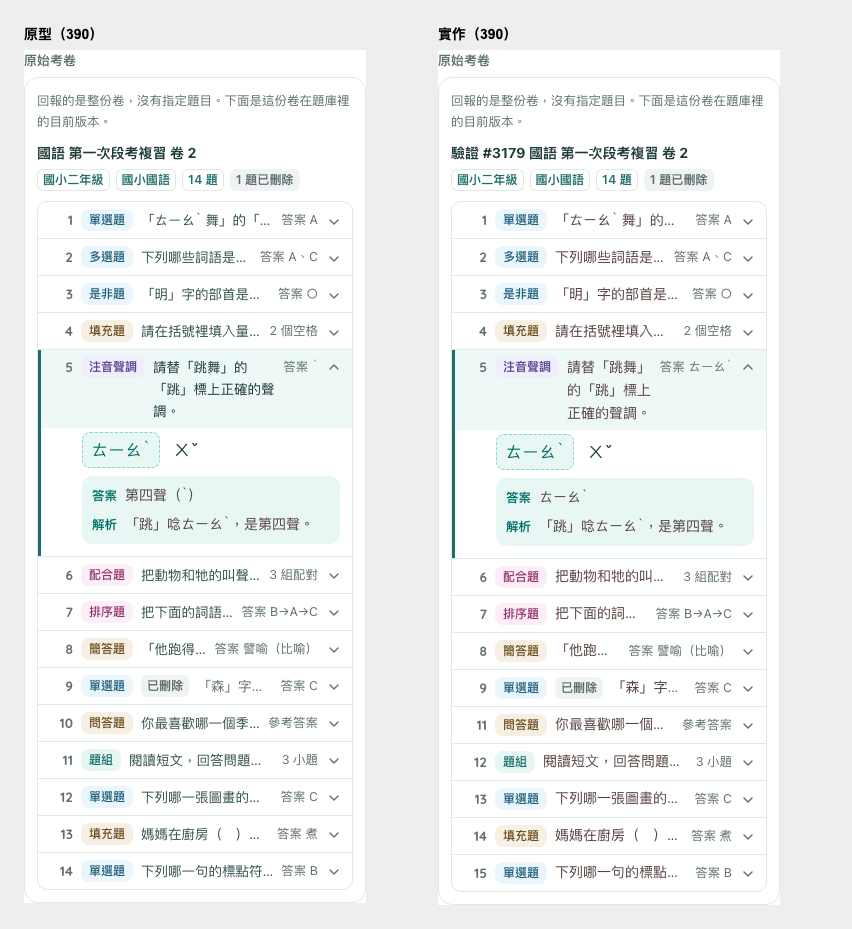 原型（390）
原始考卷
回報的是整份卷，沒有指定題目。下面是這份卷在題庫裡
的目前版本。
國語 第一次段考複習 卷 2
國小二年級 國小國語 14 題 1 題已刪除
1 單選題 「ㄊㄧㄠˋ舞」的「... 答案 A
2 多選題 下列哪些詞語是... 答案 A、C
3 是非題 「明」字的部首是... 答案 ○
4 填充題 請在括號裡填入量... 2 個空格
5 注音聲調 請替「跳舞」的 答案 ˋ
「跳」標上正確的聲
調。
ㄊㄧㄠˋ ㄨˇ
答案 第四聲（ˋ）
解析 「跳」唸ㄊㄧㄠˋ，是第四聲。
6 配合題 把動物和牠的叫聲... 3 組配對
7 排序題 把下面的詞語... 答案 B→A→C
8 簡答題 「他跑得... 答案 譬喻（比喻）
9 單選題 已刪除 「森」字... 答案 C
10 問答題 你最喜歡哪一個季... 參考答案
11 題組 閱讀短文，回答問題... 3 小題
12 單選題 下列哪一張圖畫的... 答案 C
13 填充題 媽媽在廚房（　）... 答案 煮
14 單選題 下列哪一句的標點符... 答案 B
實作（390）
原始考卷
回報的是整份卷，沒有指定題目。下面是這份卷在題庫裡
的目前版本。
驗證 #3179 國語 第一次段考複習 卷 2
國小二年級 國小國語 14 題 1 題已刪除
1 單選題 「ㄊㄧㄠˋ舞」的... 答案 A
2 多選題 下列哪些詞語是... 答案 A、C
3 是非題 「明」字的部首是... 答案 ○
4 填充題 請在括號裡填入... 2 個空格
5 注音聲調 請替「跳舞」 答案 ㄊㄧㄠˋ
的「跳」標上
正確的聲調。
ㄊㄧㄠˋ ㄨˇ
答案 ㄊㄧㄠˋ
解析 「跳」唸ㄊㄧㄠˋ，是第四聲。
6 配合題 把動物和牠的叫... 3 組配對
7 排序題 把下面的詞... 答案 B→A→C
8 簡答題 「他跑... 答案 譬喻（比喻）
9 單選題 已刪除 「森」字... 答案 C
11 問答題 你最喜歡哪一個... 參考答案
12 題組 閱讀短文，回答問題... 3 小題
13 單選題 下列哪一張圖畫的... 答案 C
14 填充題 媽媽在廚房（　）... 答案 煮
15 單選題 下列哪一句的標點... 答案 B